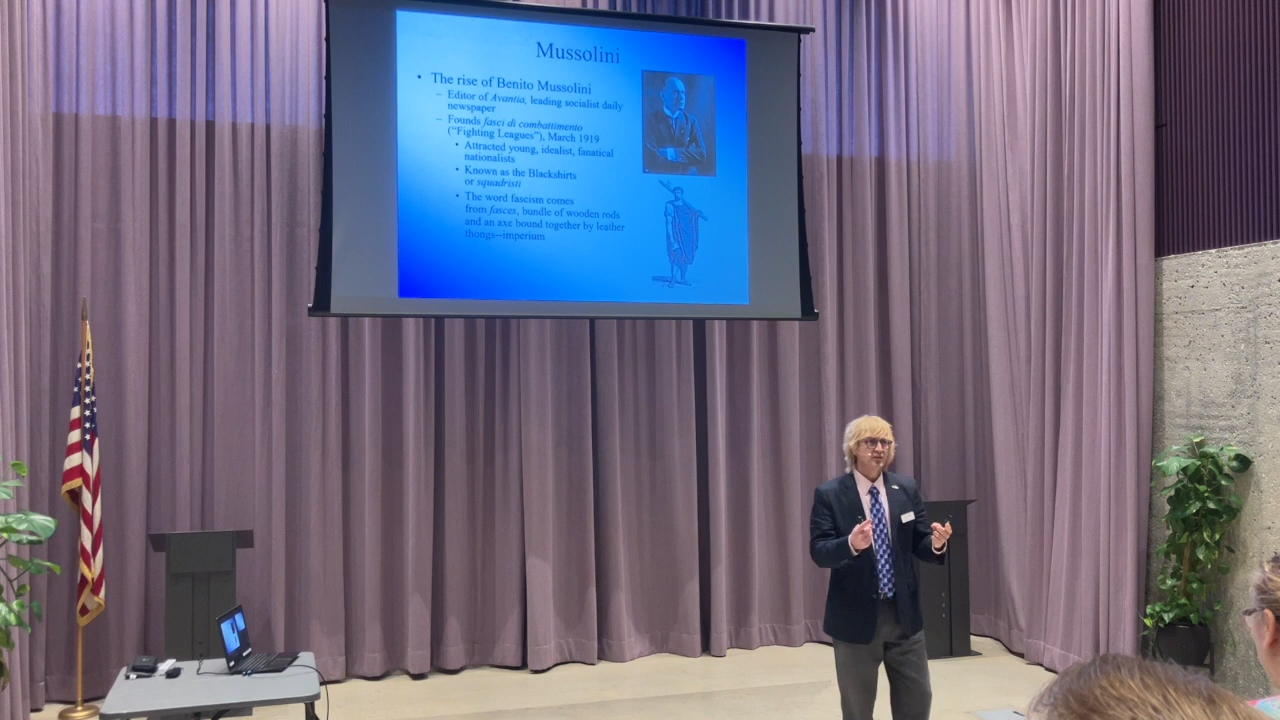 Mussolini
• The rise of Benito Mussolini
– Editor of Avantia, leading socialist daily
newspaper
– Founds fasci di combattimento
("Fighting Leagues"), March 1919
• Attracted young, idealist, fanatical
nationalists
• Known as the Blackshirts
or squadristi
• The word fascism comes
from fasces, bundle of wooden rods
and an axe bound together by leather
thongs--imperium